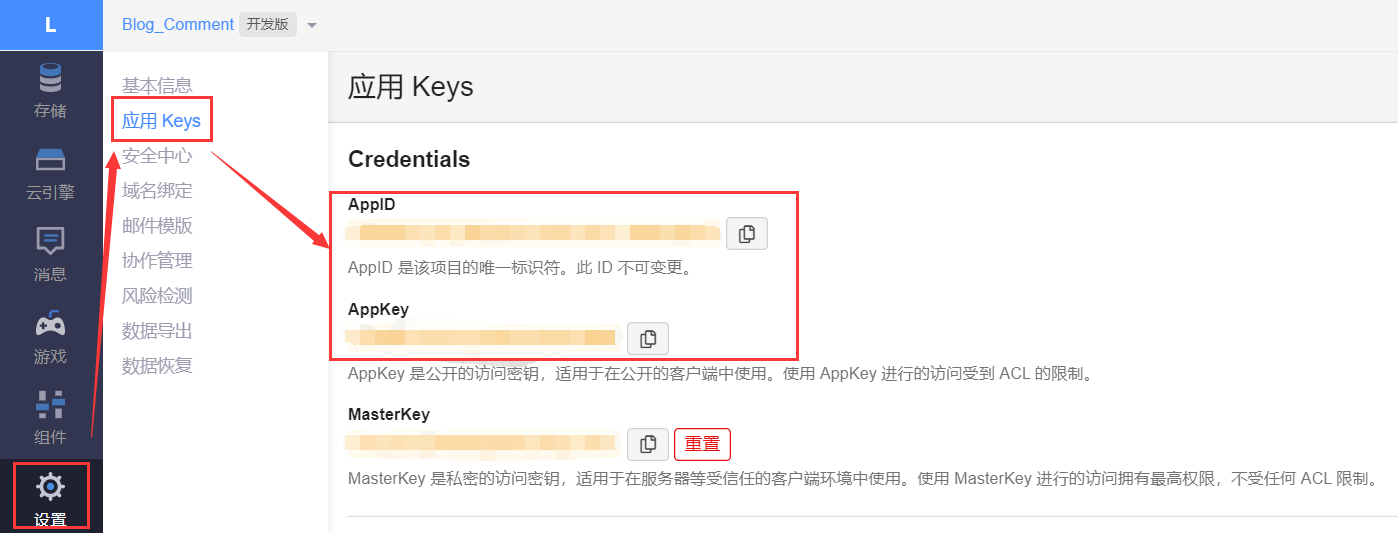 L
Blog_Comment 开发版
存储
云引擎
消息
游戏
组件
设置
基本信息
应用 Keys
安全中心
域名绑定
邮件模版
协作管理
风险检测
数据导出
数据恢复
应用 Keys
Credentials
AppID
AppID 是该项目的唯一标识符。此 ID 不可变更。
AppKey
AppKey 是公开的访问密钥，适用于在公开的客户端中使用。使用 AppKey 进行的访问受到 ACL 的限制。
MasterKey
重置
MasterKey 是私密的访问密钥，适用于在服务器等受信任的客户端环境中使用。使用 MasterKey 进行的访问拥有最高权限，不受任何 ACL 限制。